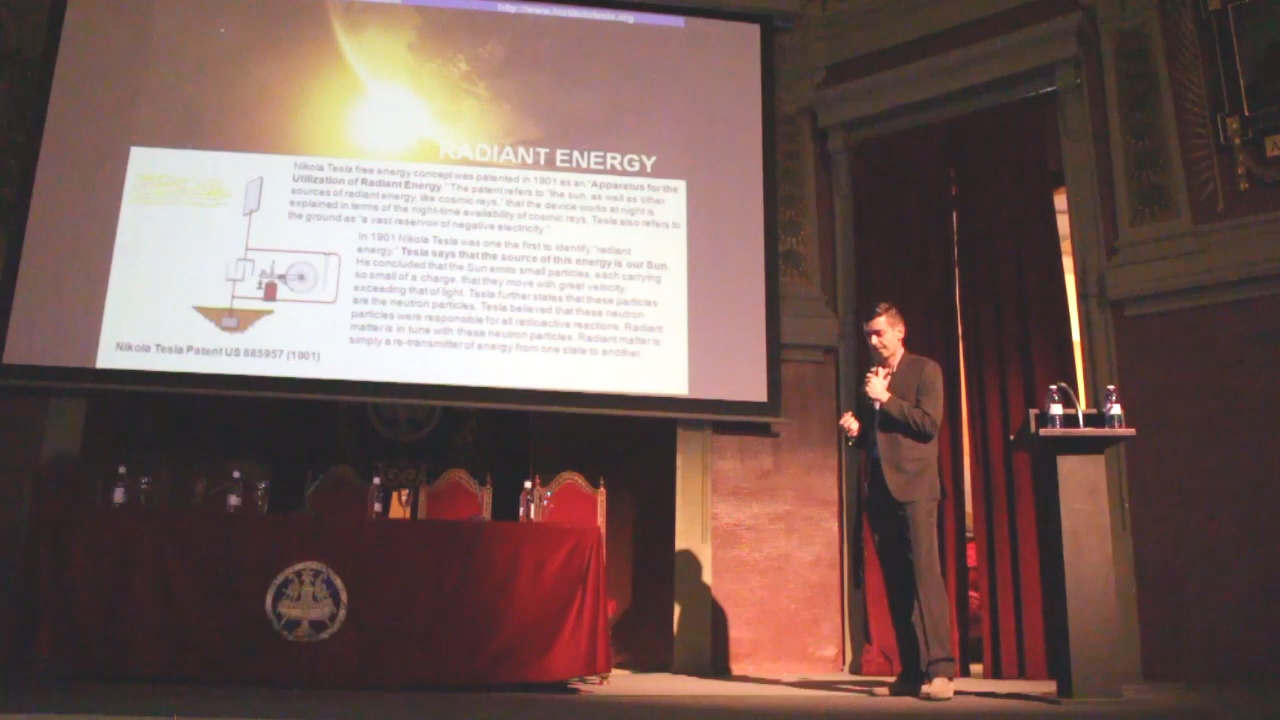 http://www.institutotesla.org
RADIANT ENERGY
Nikola Tesla free energy concept was patented in 1901 as an "Apparatus for the
Utilization of Radiant Energy." The patent refers to "the sun, as well as other
sources of radiant energy, like cosmic rays," that the device works at night is
explained in terms of the night-time availability of cosmic rays. Tesla also refers to
the ground as "a vast reservoir of negative electricity."
In 1901 Nikola Tesla was one the first to identify "radiant
energy." Tesla says that the source of this energy is our Sun.
He concluded that the Sun emits small particles, each carrying
so small of a charge, that they move with great velocity,
exceeding that of light. Tesla further states that these particles
are the neutron particles. Tesla believed that these neutron
particles were responsible for all radioactive reactions. Radiant
matter is in tune with these neutron particles. Radiant matter is
simply a re-transmitter of energy from one state to another
Nikola Tesla Patent US 685957 (1901)